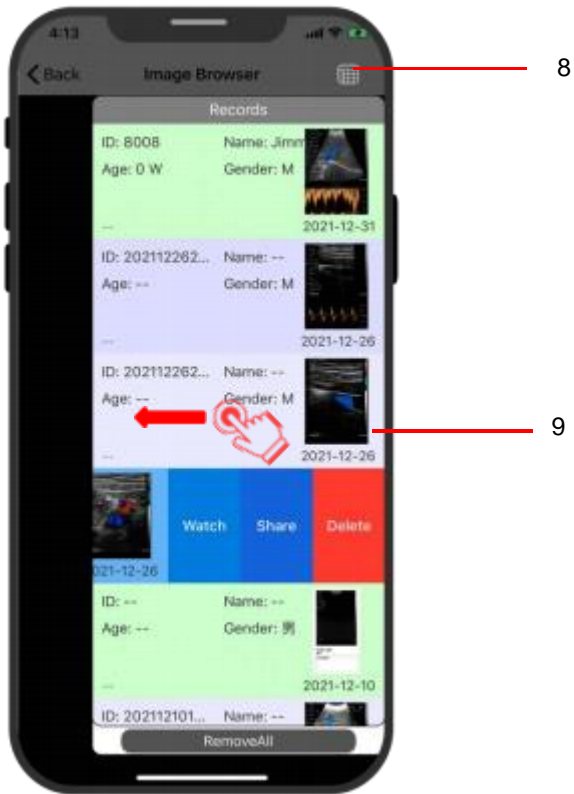 4:13
8
Back Image Browser
Records
ID: 8008 Name: Jimm
Age: 0 W Gender: M
--
2021-12-31
ID: 202112262... Name: --
Age: -- Gender: M
--
2021-12-26
ID: 202112262... Name: --
Age: -- Gender: M
9
--
2021-12-26
Watch Share Delete
021-12-26
ID: -- Name: --
Age: -- Gender: 男
--
2021-12-10
ID: 202112101... Name: --
RemoveAll